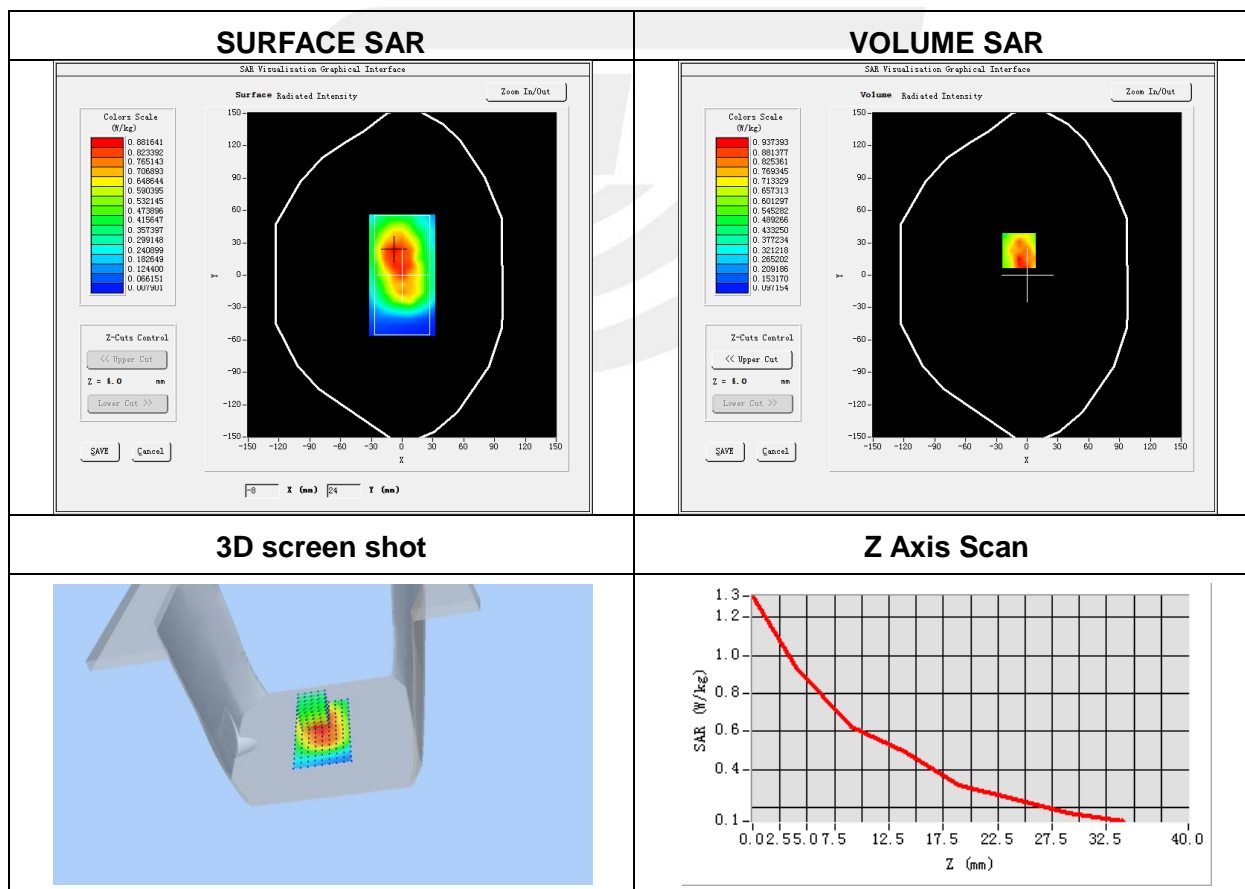 SURFACE SAR
SAR Visualisation Graphical Interface
Surface Radiated Intensity
Zoom In/Out
Colors Scale
(W/kg)
0.881641
0.823392
0.765143
0.706893
0.648644
0.590395
0.532145
0.473896
0.415647
0.357397
0.299148
0.240899
0.182649
0.124400
0.066151
0.007901
Z-Cuts Control
<< Upper Cut
Z = 4.0 mm
Lower Cut >>
SAVE Cancel
150
120
90
60
30
0
-30
-60
-90
-120
-150
Y
-150 -120 -90 -60 -30 0 30 60 90 120 150
X
-8 X (mm) 24 Y (mm)
VOLUME SAR
SAR Visualisation Graphical Interface
Volume Radiated Intensity
Zoom In/Out
Colors Scale
(W/kg)
0.937393
0.881377
0.825361
0.769345
0.713329
0.657313
0.601297
0.545282
0.489266
0.433250
0.377234
0.321218
0.265202
0.209186
0.153170
0.097154
Z-Cuts Control
<< Upper Cut
Z = 4.0 mm
Lower Cut >>
SAVE Cancel
150
120
90
60
30
0
-30
-60
-90
-120
-150
Y
-150 -120 -90 -60 -30 0 30 60 90 120 150
X
3D screen shot
Z Axis Scan
1.3
1.2
1.0
0.8
0.6
0.4
0.1
SAR (W/kg)
0.0 2.5 5.0 7.5 12.5 17.5 22.5 27.5 32.5 40.0
Z (mm)